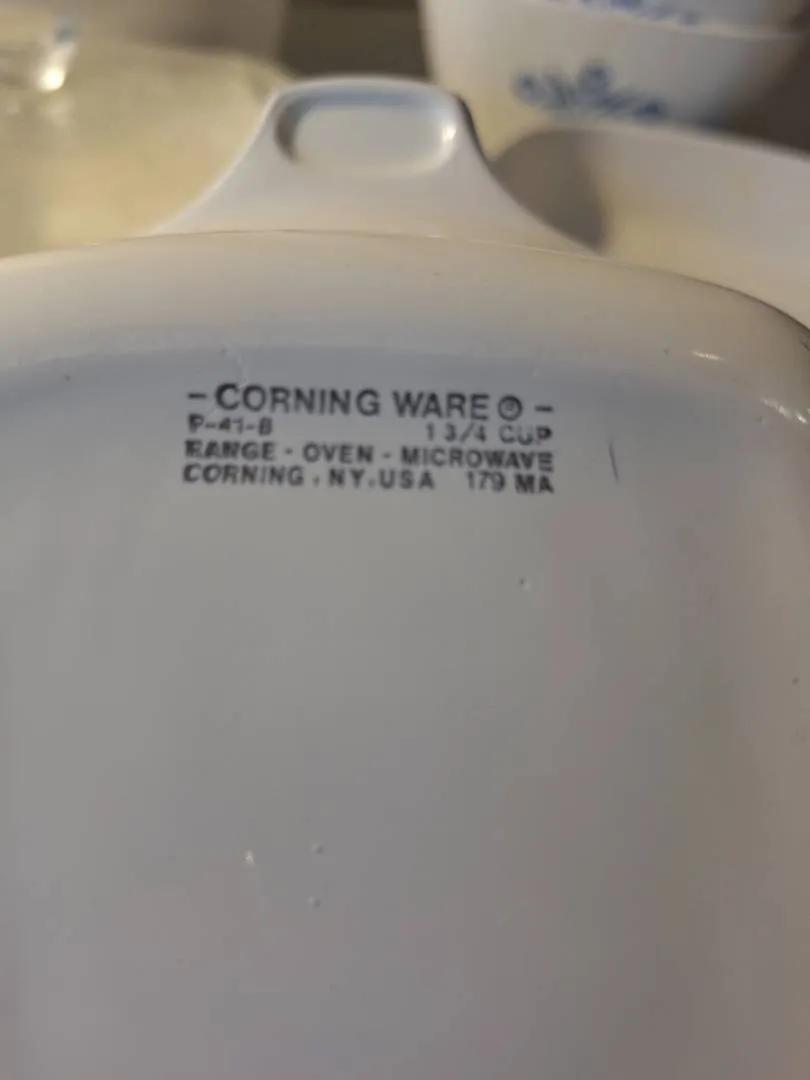 - CORNING WARE ® -
P-41-B 1 3/4 CUP
RANGE - OVEN - MICROWAVE
CORNING , NY. USA 179 MA